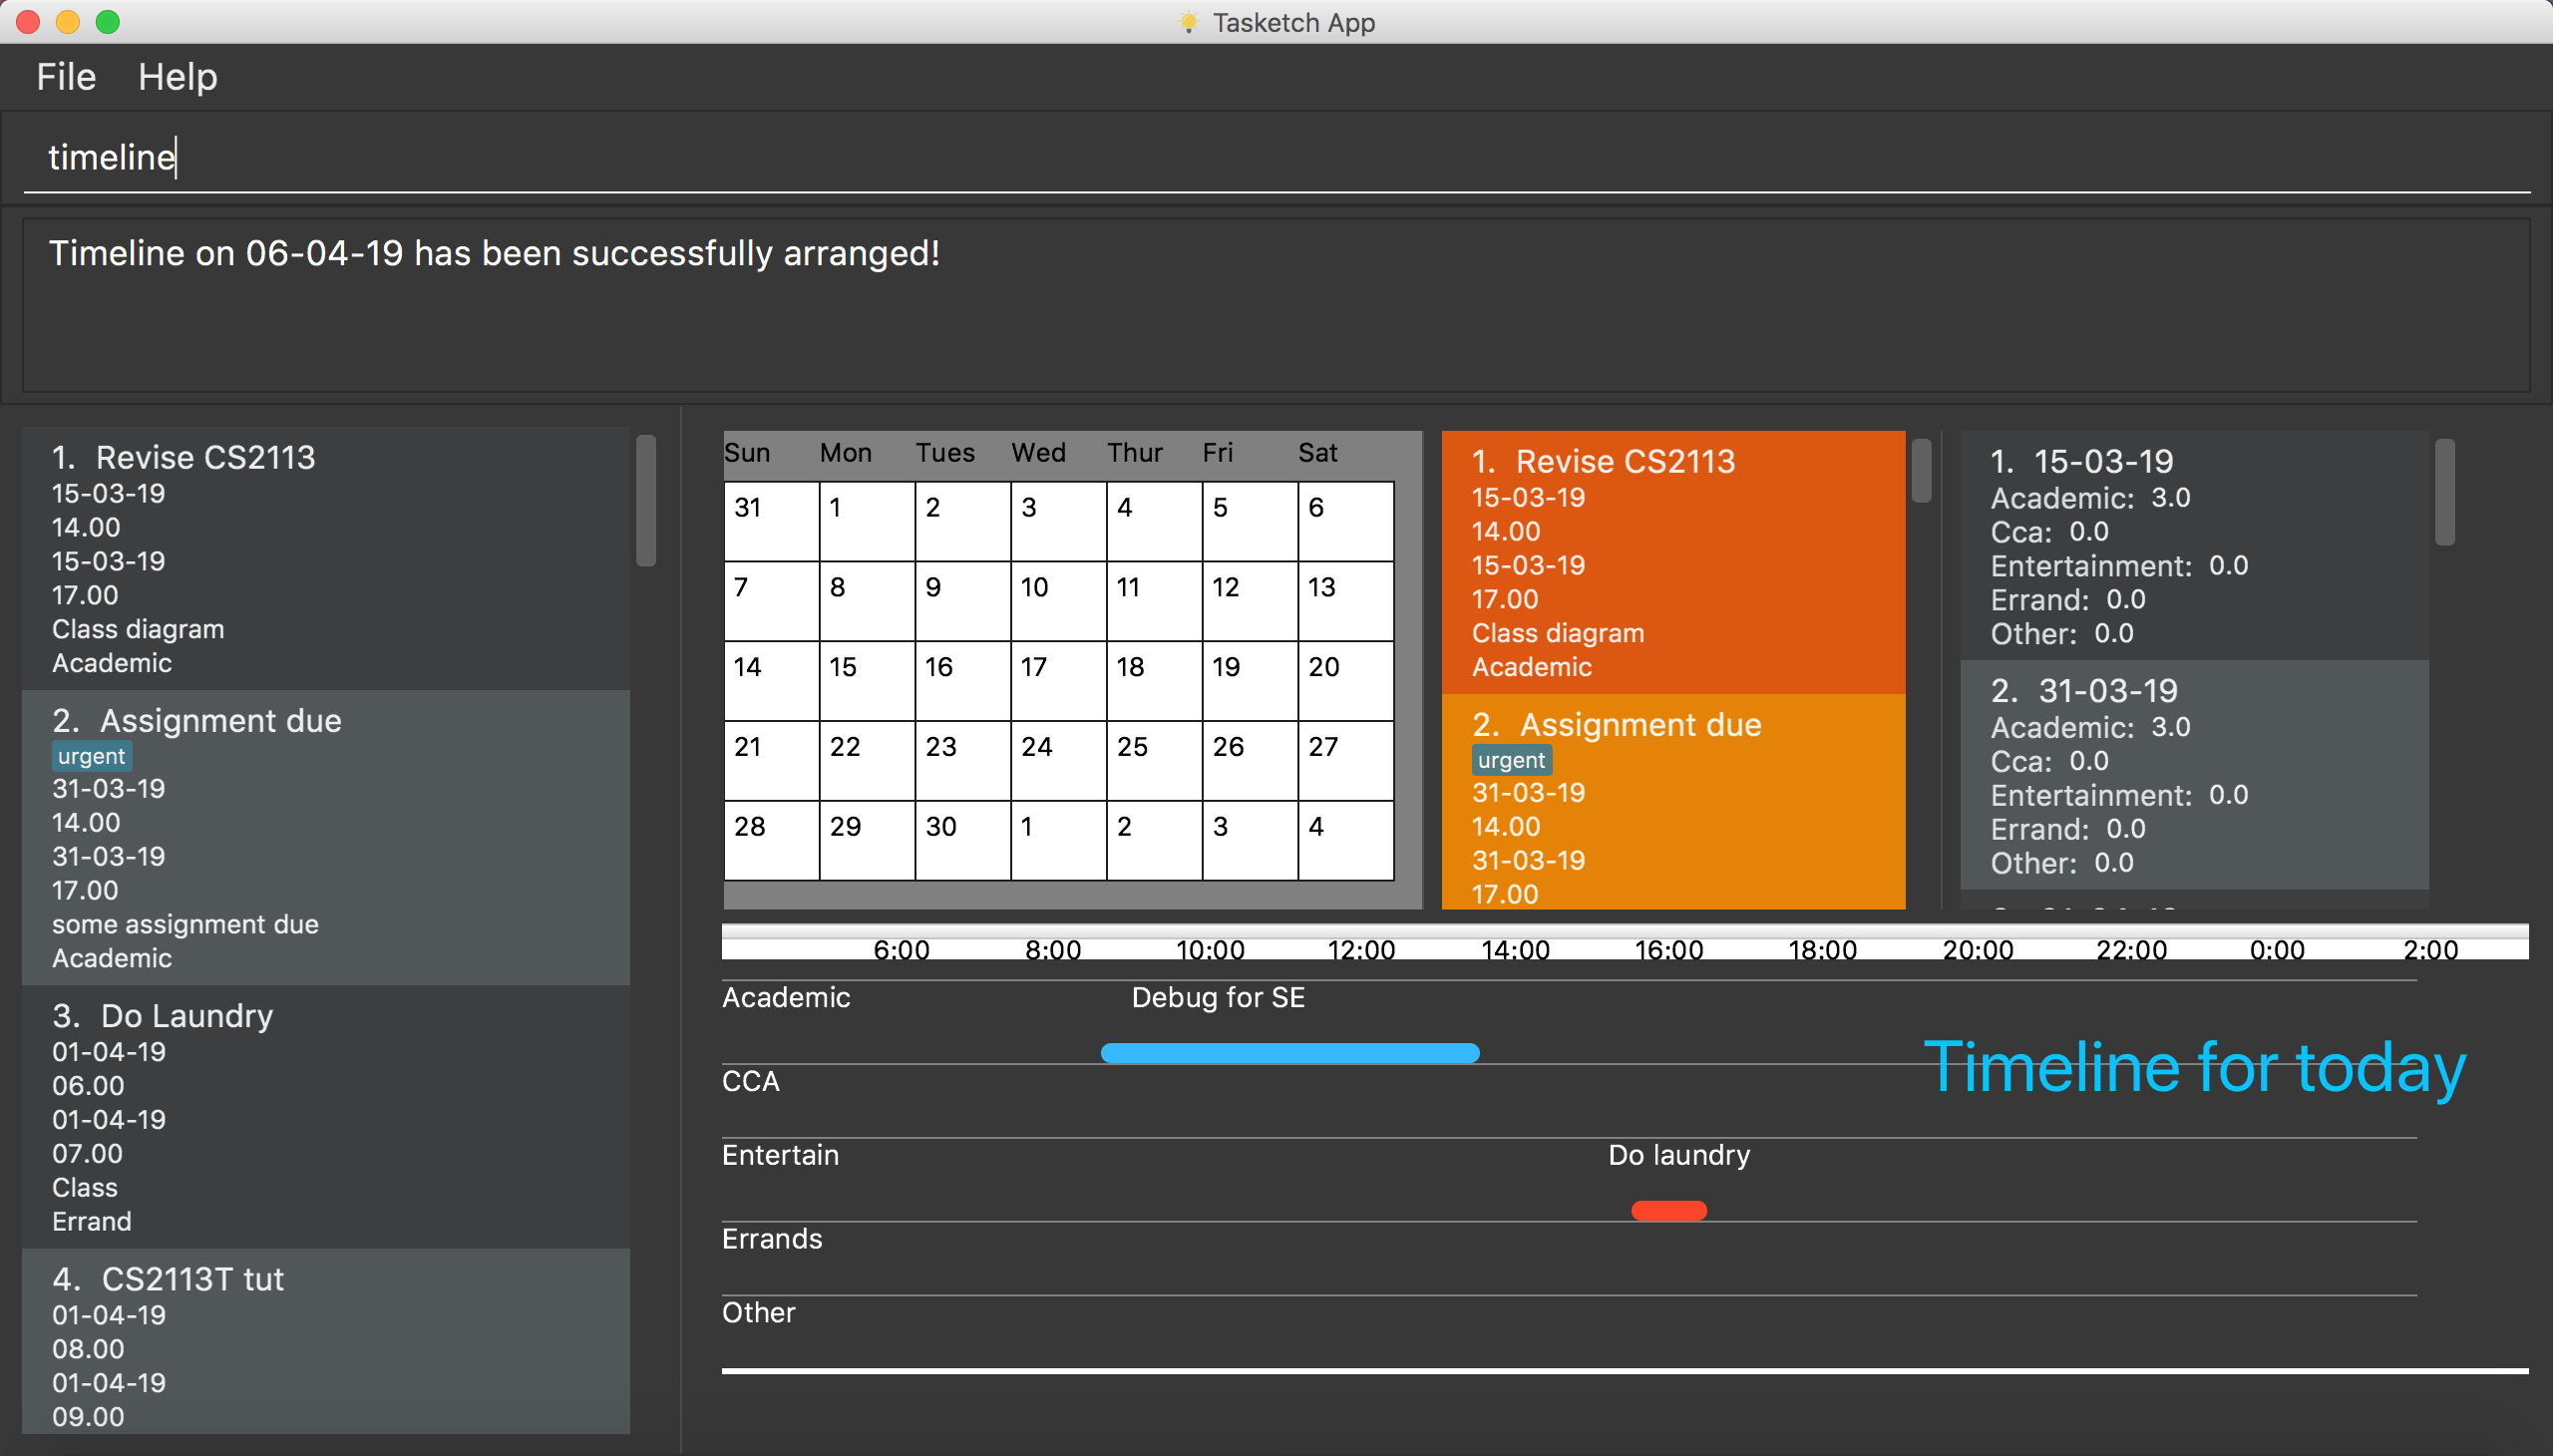 Tasketch App
File Help
timeline
Timeline on 06-04-19 has been successfully arranged!
1. Revise CS2113
15-03-19
14.00
15-03-19
17.00
Class diagram
Academic
2. Assignment due
urgent
31-03-19
14.00
31-03-19
17.00
some assignment due
Academic
3. Do Laundry
01-04-19
06.00
01-04-19
07.00
Class
Errand
4. CS2113T tut
01-04-19
08.00
01-04-19
09.00
Sun Mon Tues Wed Thur Fri Sat
31 1 2 3 4 5 6
7 8 9 10 11 12 13
14 15 16 17 18 19 20
21 22 23 24 25 26 27
28 29 30 1 2 3 4
1. Revise CS2113
15-03-19
14.00
15-03-19
17.00
Class diagram
Academic
2. Assignment due
urgent
31-03-19
14.00
31-03-19
17.00
1. 15-03-19
Academic: 3.0
Cca: 0.0
Entertainment: 0.0
Errand: 0.0
Other: 0.0
2. 31-03-19
Academic: 3.0
Cca: 0.0
Entertainment: 0.0
Errand: 0.0
Other: 0.0
6:00 8:00 10:00 12:00 14:00 16:00 18:00 20:00 22:00 0:00 2:00
Academic Debug for SE
Timeline for today
CCA
Entertain Do laundry
Errands
Other